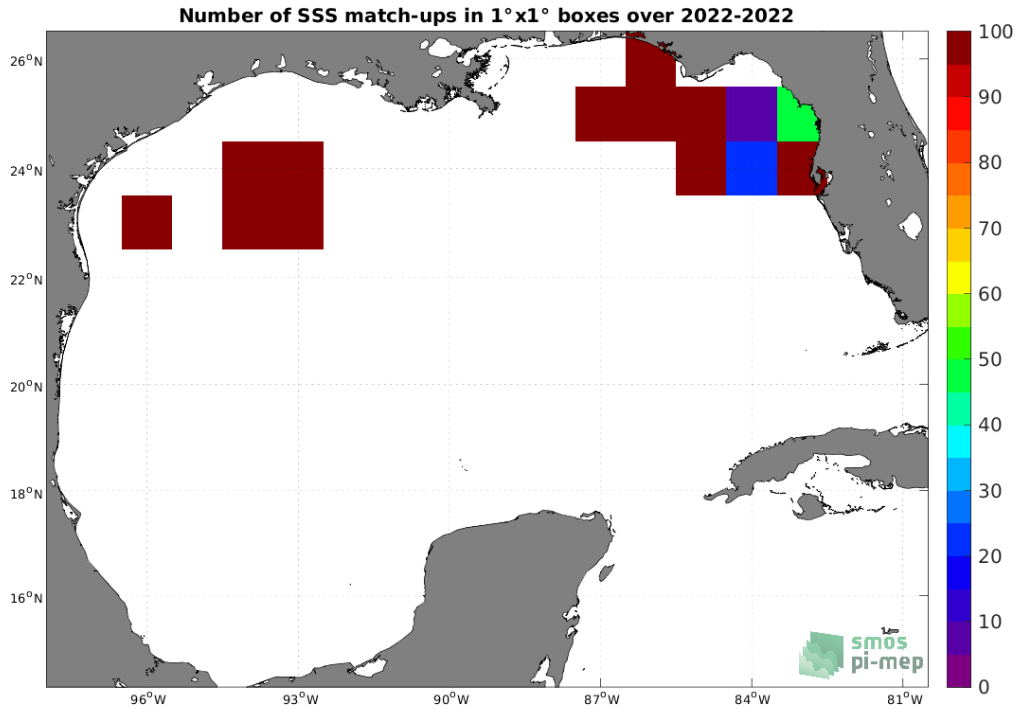 Number of SSS match-ups in 1°x1° boxes over 2022-2022
26°N
24°N
22°N
20°N
18°N
16°N
96°W
93°W
90°W
87°W
84°W
81°W
100
90
80
70
60
50
40
30
20
10
0
smos
pi-mep